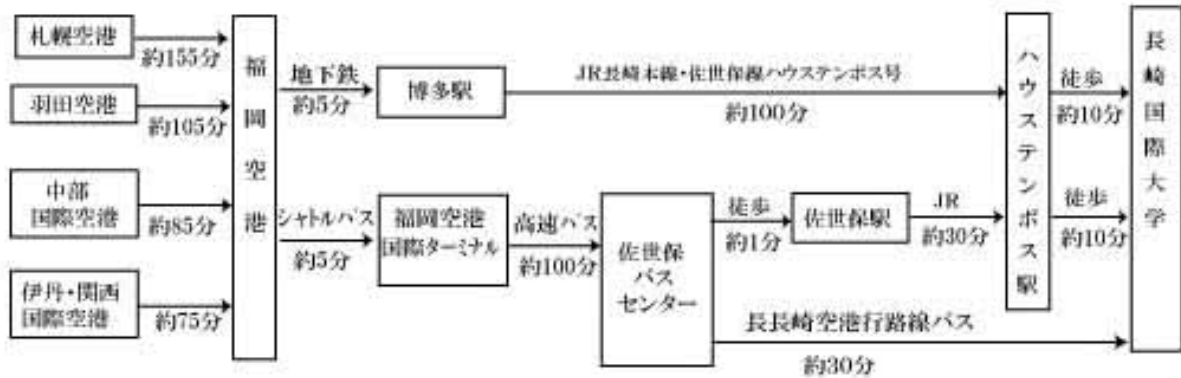 札幌空港
約155分
羽田空港
約105分
中部
国際空港
約85分
伊丹・関西
国際空港
約75分
福岡空港
地下鉄
約5分
博多駅
JR長崎本線・佐世保線ハウステンボス号
約100分
シャトルバス
約5分
福岡空港
国際ターミナル
高速バス
約100分
佐世保
バス
センター
徒歩
約1分
佐世保駅
JR
約30分
長長崎空港行路線バス
約30分
ハウステンボス駅
徒歩
約10分
徒歩
約10分
長崎国際大学